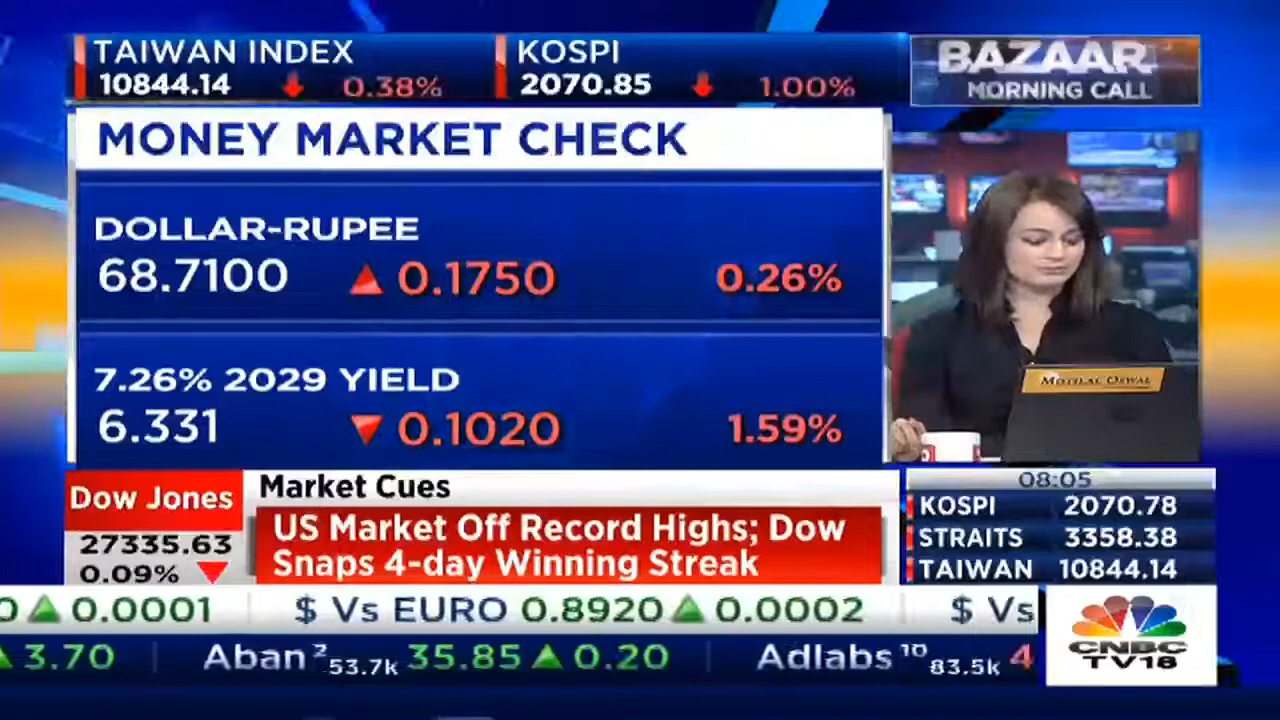 TAIWAN INDEX
10844.14 0.38%
KOSPI
2070.85 1.00%
BAZAAR
MORNING CALL
MONEY MARKET CHECK
DOLLAR-RUPEE
68.7100 ▲ 0.1750 0.26%
7.26% 2029 YIELD
6.331 ▼ 0.1020 1.59%
MOTILAL OSWAL
Dow Jones
27335.63
0.09% ▼
Market Cues
US Market Off Record Highs; Dow
Snaps 4-day Winning Streak
08:05
KOSPI 2070.78
STRAITS 3358.38
TAIWAN 10844.14
0 ▲ 0.0001 $ Vs EURO 0.8920 ▲ 0.0002 $ Vs
▲ 3.70 Aban 2 53.7k 35.85 ▲ 0.20 Adlabs 10 83.5k 4
CNBC
TV18